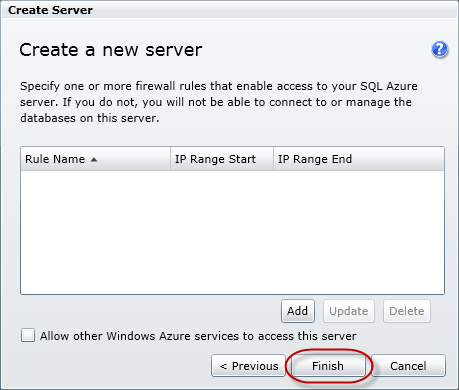 Create Server
Create a new server
?
Specify one or more firewall rules that enable access to your SQL Azure
server. If you do, you will not be able to connect to or manage the
databases on this server.
Rule Name IP Range Start IP Range End
Add Update Delete
Allow other Windows Azure services to access this server
< Previous Finish Cancel